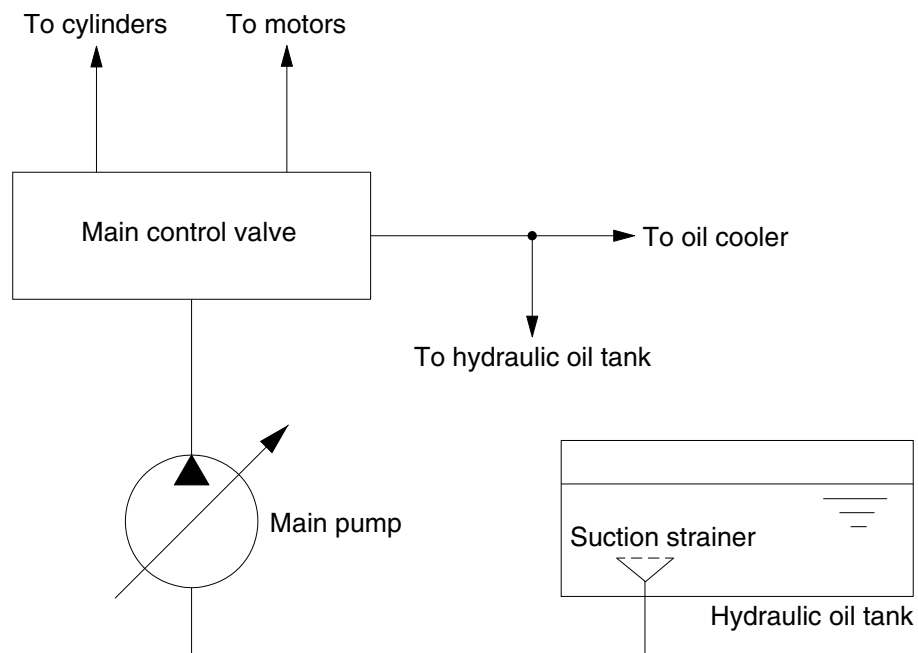 To cylinders
To motors
Main control valve
To oil cooler
To hydraulic oil tank
Main pump
Suction strainer
Hydraulic oil tank